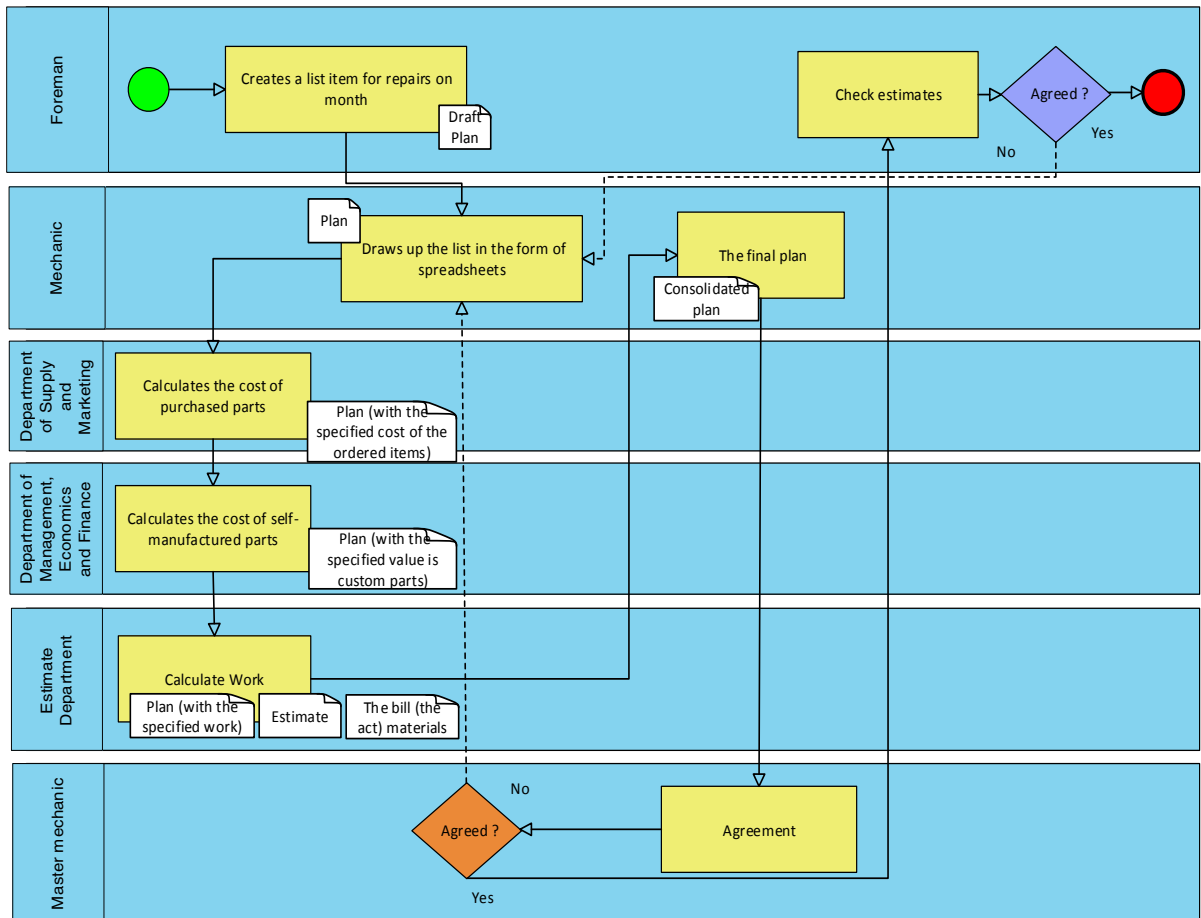 Foreman
Creates a list item for repairs on
month
Draft
Plan
Check estimates
Agreed ?
Yes
No
Mechanic
Plan
Draws up the list in the form of
spreadsheets
The final plan
Consolidated
plan
Department
of Supply
and
Marketing
Calculates the cost of
purchased parts
Plan (with the
specified cost of the
ordered items)
Department of
Management,
Economics
and Finance
Calculates the cost of self-
manufactured parts
Plan (with the
specified value is
custom parts)
Estimate
Department
Calculate Work
Plan (with the
specified work)
Estimate
The bill (the
act) materials
Master mechanic
No
Agreed ?
Agreement
Yes